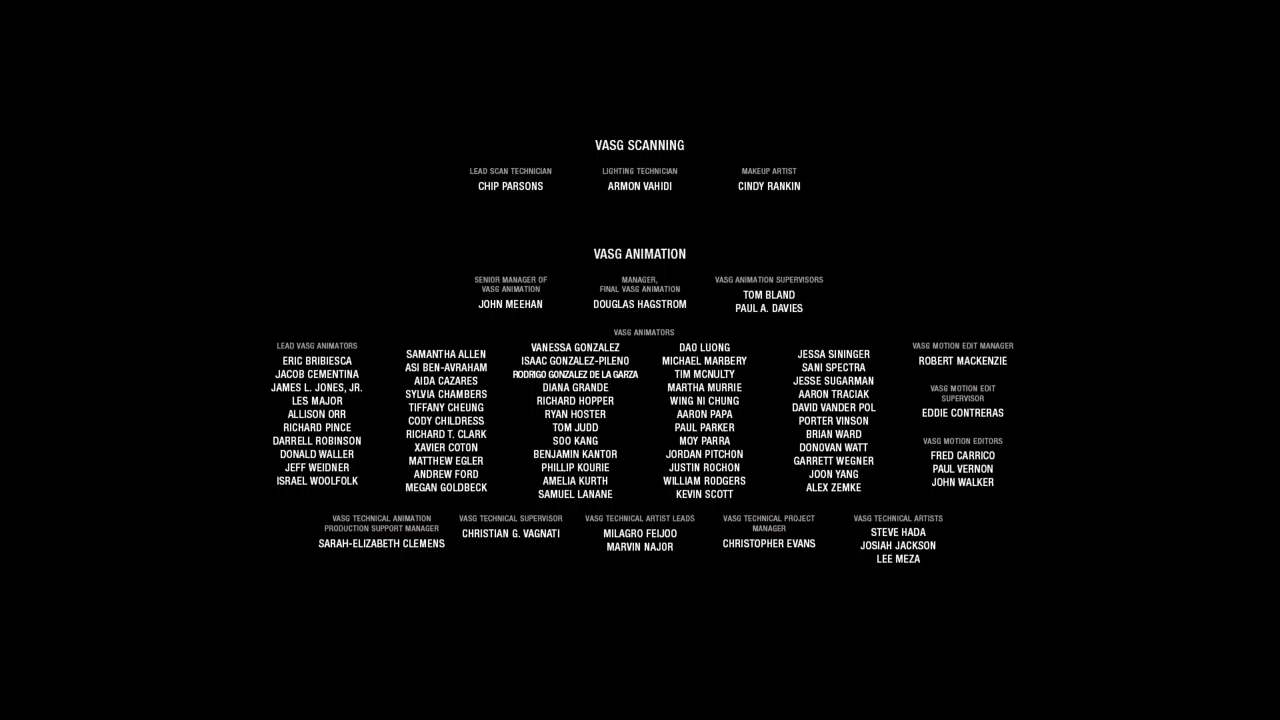 VASG SCANNING
LEAD SCAN TECHNICIAN
CHIP PARSONS
LIGHTING TECHNICIAN
ARMON VAHIDI
MAKEUP ARTIST
CINDY RANKIN
VASG ANIMATION
SENIOR MANAGER OF
VASG ANIMATION
JOHN MEEHAN
MANAGER,
FINAL VASG ANIMATION
DOUGLAS HAGSTROM
VASG ANIMATION SUPERVISORS
TOM BLAND
PAUL A. DAVIES
LEAD VASG ANIMATORS
ERIC BRIBIESCA
JACOB CEMENTINA
JAMES L. JONES, JR.
LES MAJOR
ALLISON ORR
RICHARD PINCE
DARRELL ROBINSON
DONALD WALLER
JEFF WEIDNER
ISRAEL WOOLFOLK
VASG ANIMATORS
SAMANTHA ALLEN
ASI BEN-AVRAHAM
AIDA CAZARES
SYLVIA CHAMBERS
TIFFANY CHEUNG
CODY CHILDRESS
RICHARD T. CLARK
XAVIER COTON
MATTHEW EGLER
ANDREW FORD
MEGAN GOLDBECK
VANESSA GONZALEZ
ISAAC GONZALEZ-PILENO
RODRIGO GONZALEZ DE LA GARZA
DIANA GRANDE
RICHARD HOPPER
RYAN HOSTER
TOM JUDD
SOO KANG
BENJAMIN KANTOR
PHILLIP KOURIE
AMELIA KURTH
SAMUEL LANANE
DAO LUONG
MICHAEL MARBERY
TIM MCNULTY
MARTHA MURRIE
WING NI CHUNG
AARON PAPA
PAUL PARKER
MOY PARRA
JORDAN PITCHON
JUSTIN ROCHON
WILLIAM RODGERS
KEVIN SCOTT
JESSA SININGER
SANI SPECTRA
JESSE SUGARMAN
AARON TRACIAK
DAVID VANDER POL
PORTER VINSON
BRIAN WARD
DONOVAN WATT
GARRETT WEGNER
JOON YANG
ALEX ZEMKE
VASG MOTION EDIT MANAGER
ROBERT MACKENZIE
VASG MOTION EDIT
SUPERVISOR
EDDIE CONTRERAS
VASG MOTION EDITORS
FRED CARRICO
PAUL VERNON
JOHN WALKER
VASG TECHNICAL ANIMATION
PRODUCTION SUPPORT MANAGER
SARAH-ELIZABETH CLEMENS
VASG TECHNICAL SUPERVISOR
CHRISTIAN G. VAGNATI
VASG TECHNICAL ARTIST LEADS
MILAGRO FEIJOO
MARVIN NAJOR
VASG TECHNICAL PROJECT
MANAGER
CHRISTOPHER EVANS
VASG TECHNICAL ARTISTS
STEVE HADA
JOSIAH JACKSON
LEE MEZA